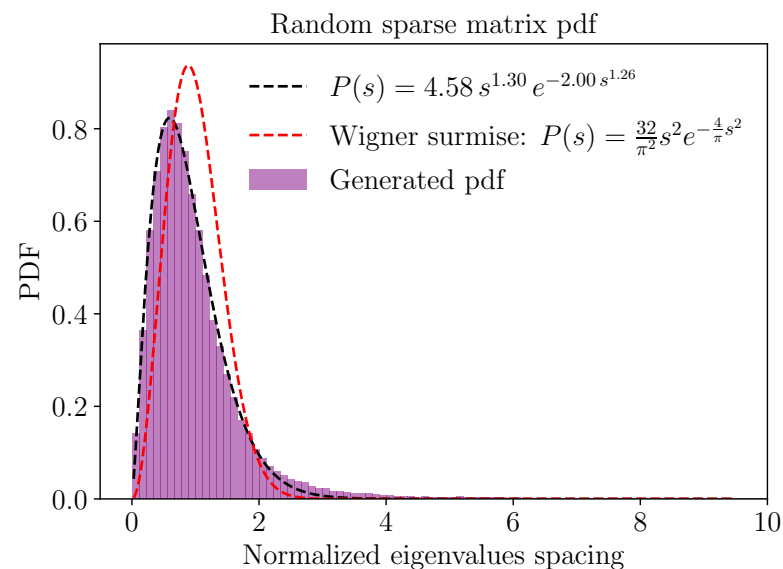 Random sparse matrix pdf
P(s) = 4.58 s^{1.30} e^{-2.00 s^{1.26}}
Wigner surmise: P(s) = \frac{32}{\pi^2} s^2 e^{-\frac{4}{\pi} s^2}
Generated pdf
PDF
0.8
0.6
0.4
0.2
0.0
0 2 4 6 8 10
Normalized eigenvalues spacing